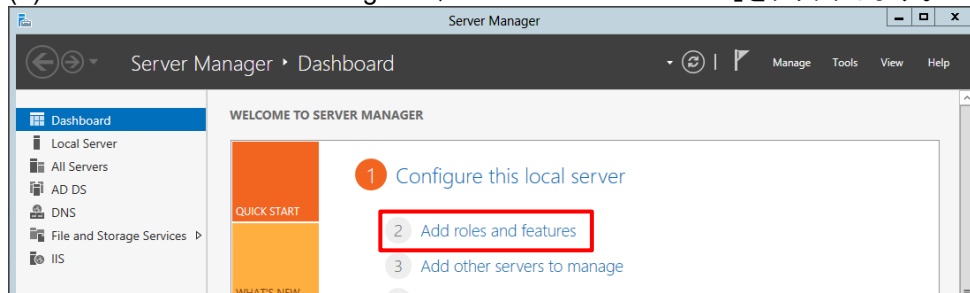 Server Manager
Server Manager • Dashboard
Manage Tools View Help
Dashboard
Local Server
All Servers
AD DS
DNS
File and Storage Services
IIS
WELCOME TO SERVER MANAGER
QUICK START
WHAT'S NEW
1 Configure this local server
2 Add roles and features
3 Add other servers to manage